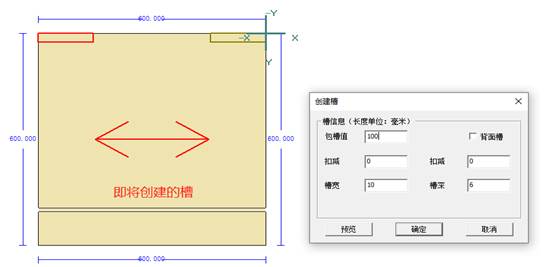 600.000
-Y
-X
X
Y
600.000
600.000
即将创建的槽
600.000
创建槽
槽信息（长度单位：毫米）
包槽值 100 背面槽
扣减 0 扣减 0
槽宽 10 槽深 6
预览 确定 取消